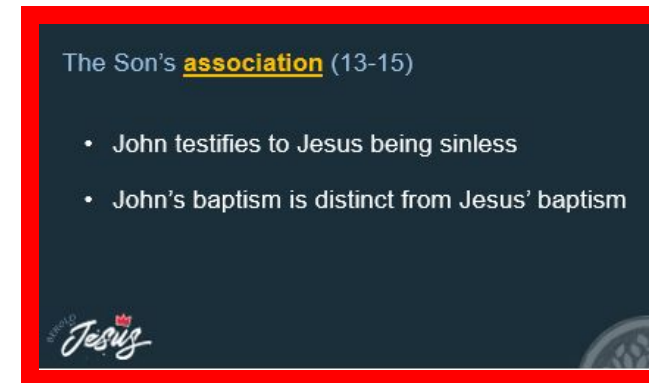 The Son's association (13-15)
• John testifies to Jesus being sinless
• John's baptism is distinct from Jesus' baptism
BEHOLD
Jesus